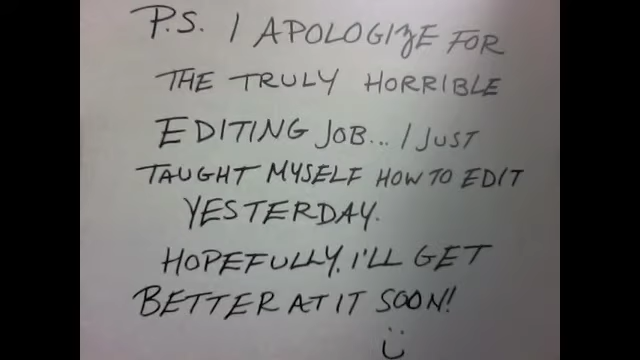 P.S. I APOLOGIZE FOR
THE TRULY HORRIBLE
EDITING JOB... I JUST
TAUGHT MYSELF HOW TO EDIT
YESTERDAY.
HOPEFULLY, I'LL GET
BETTER AT IT SOON!